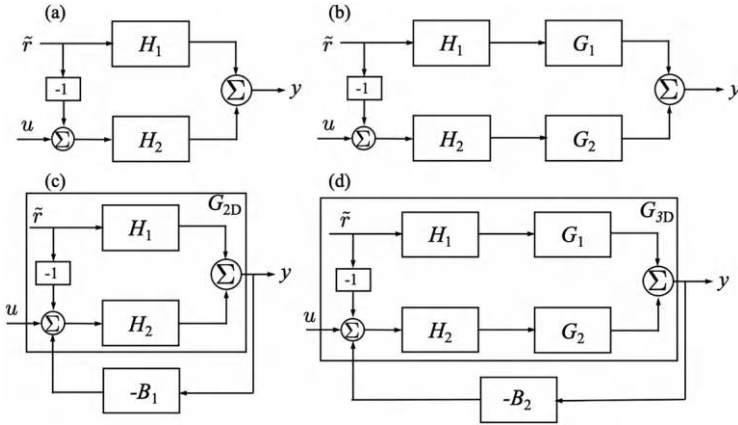 (a)
r̃
H₁
-1
Σ
y
u
Σ
H₂
(b)
r̃
H₁
G₁
-1
Σ
y
u
Σ
H₂
G₂
(c)
G₂D
r̃
H₁
-1
Σ
y
u
Σ
H₂
-B₁
(d)
G₃D
r̃
H₁
G₁
-1
Σ
y
u
Σ
H₂
G₂
-B₂